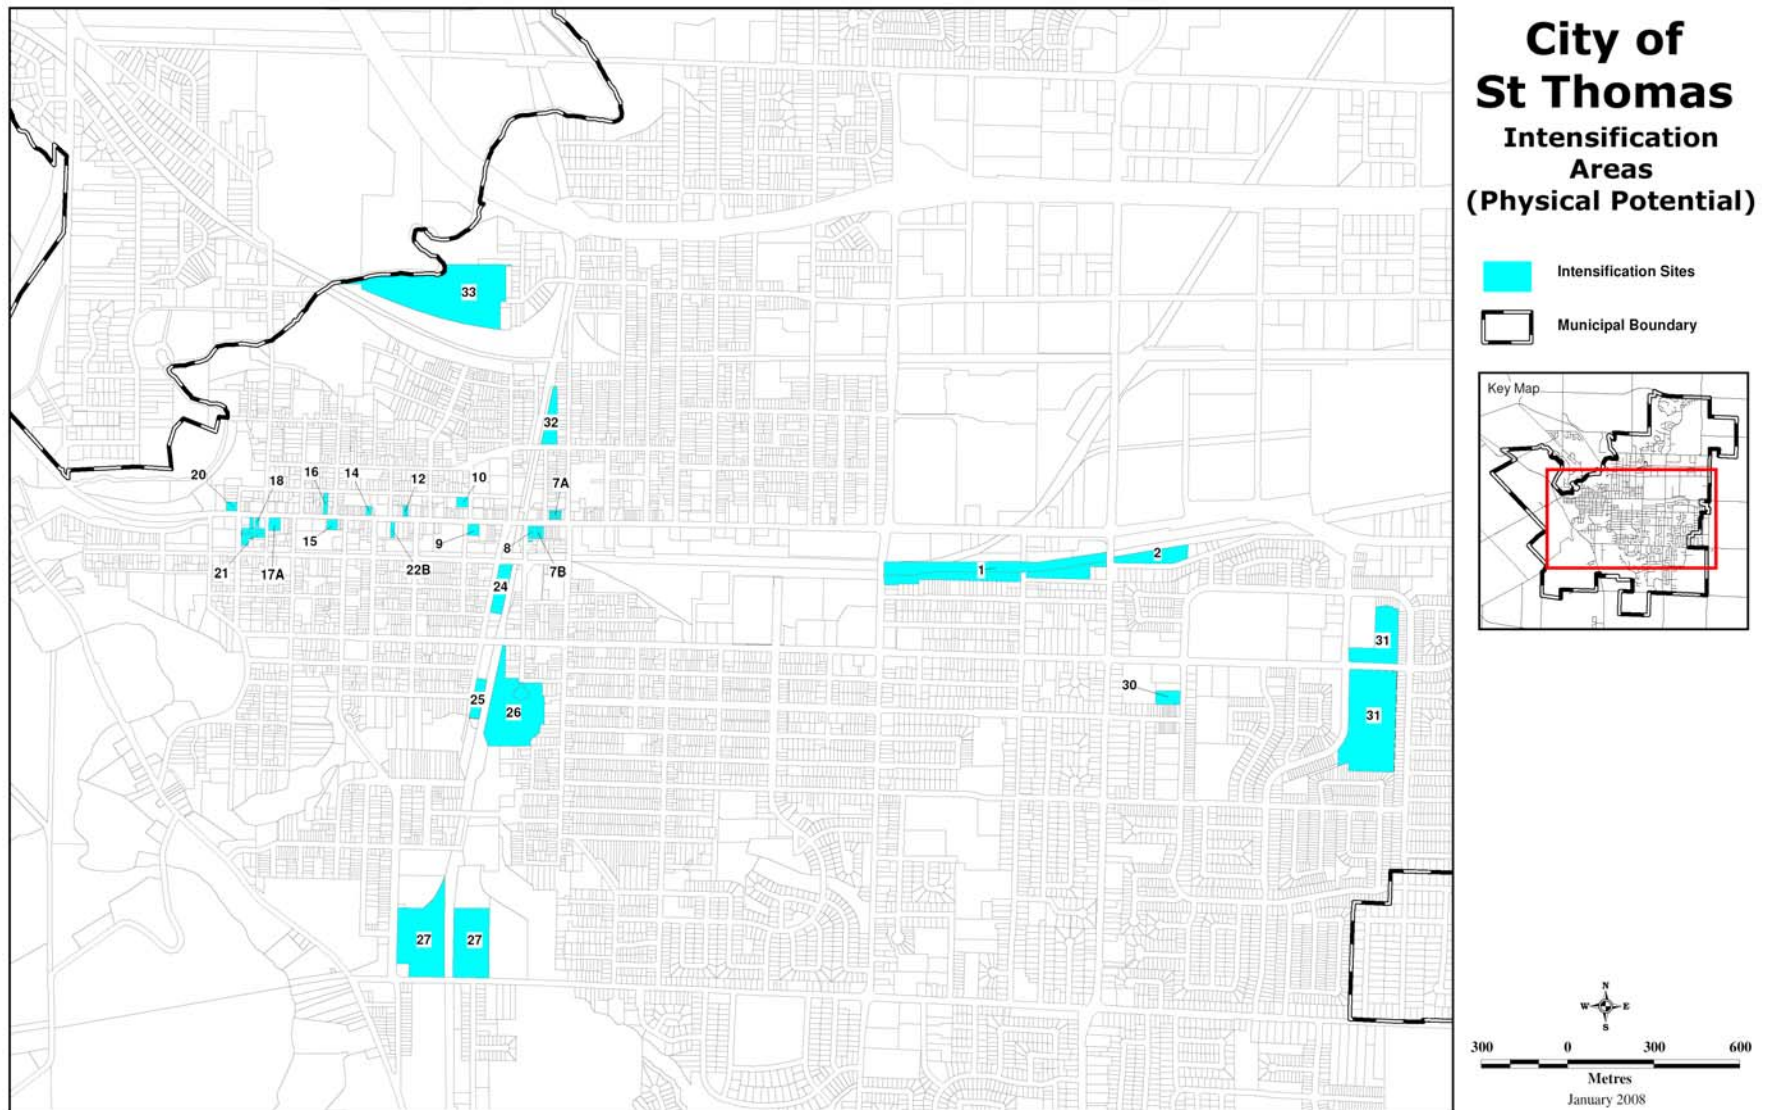 City of
St Thomas
Intensification
Areas
(Physical Potential)
Intensification Sites
Municipal Boundary
Key Map
33
32
20
18
16
14
12
10
7A
21
17A
15
22B
9
8
7B
24
1
2
25
26
30
31
31
27
27
N
W E
S
300 0 300 600
Metres
January 2008